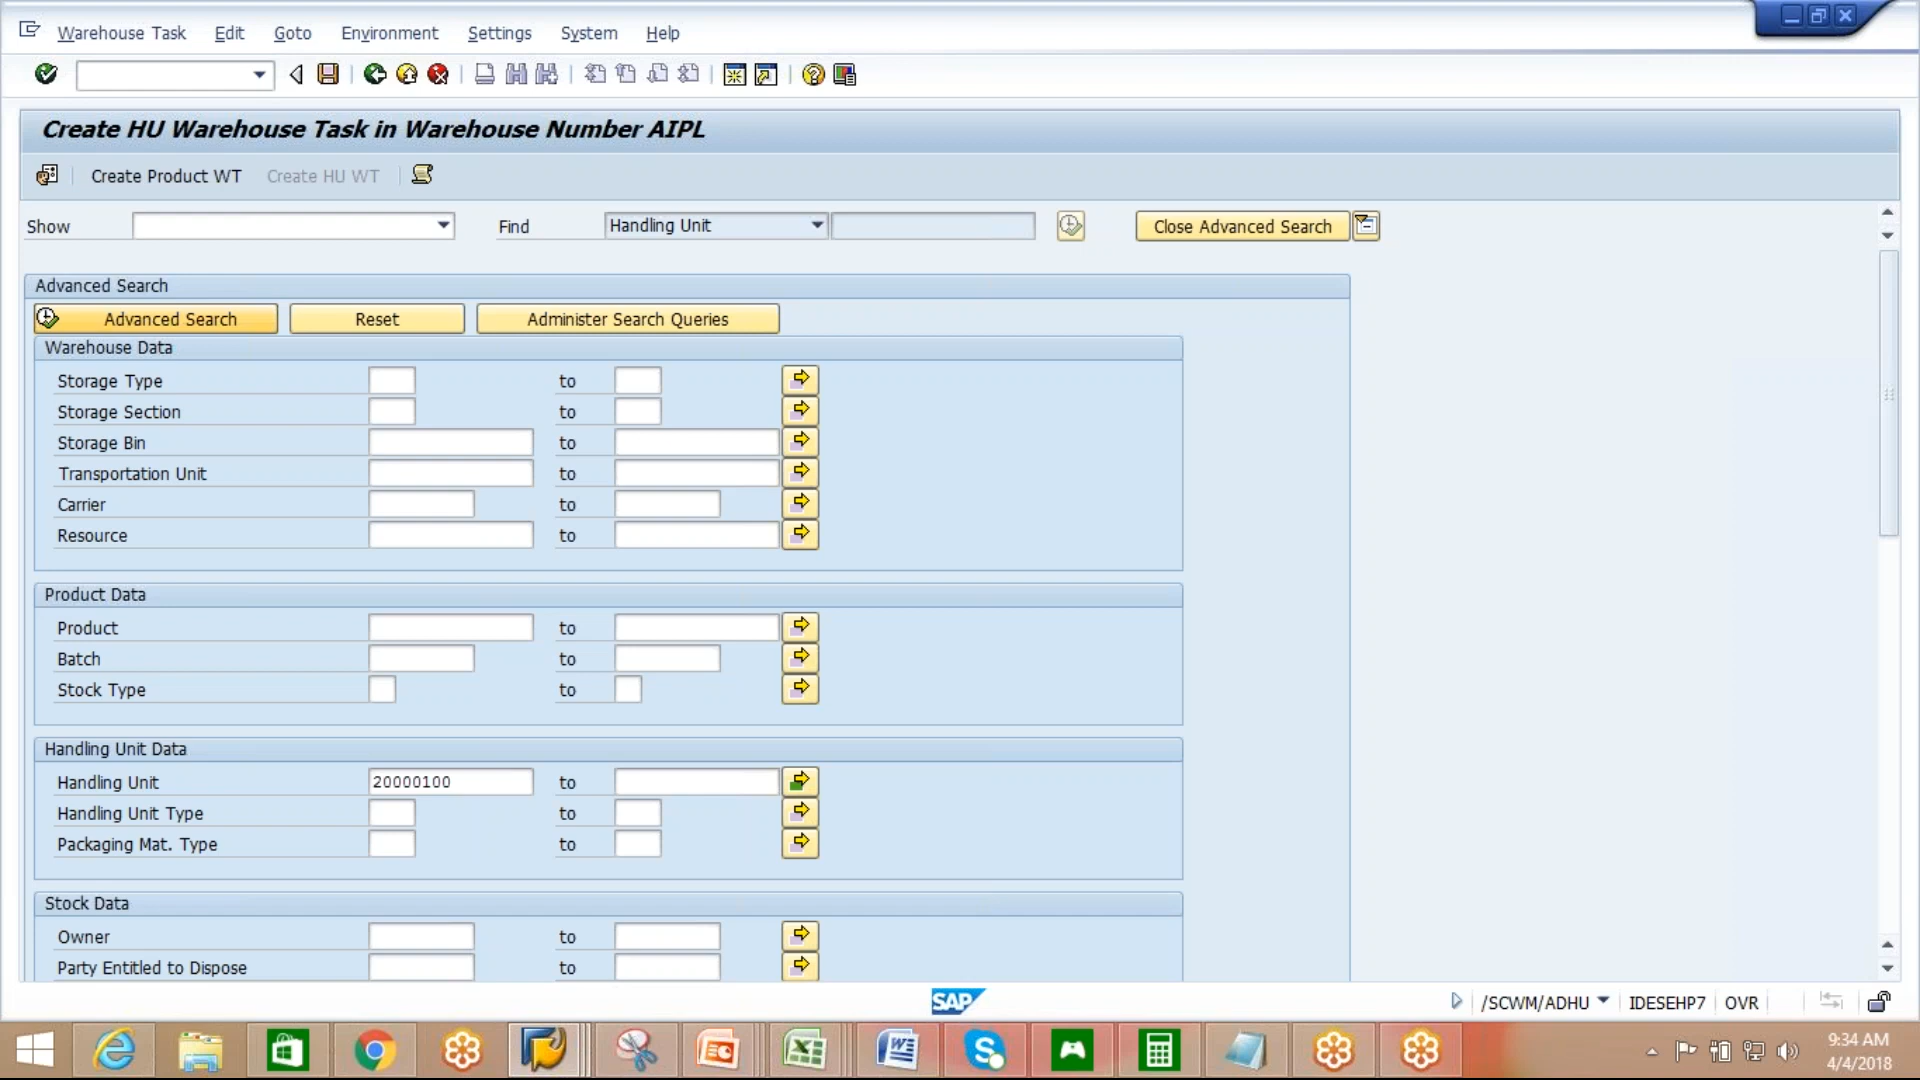 Warehouse Task Edit Goto Environment Settings System Help
Create HU Warehouse Task in Warehouse Number AIPL
Create Product WT Create HU WT
Show Find Handling Unit Close Advanced Search
Advanced Search
Advanced Search Reset Administer Search Queries
Warehouse Data
Storage Type to
Storage Section to
Storage Bin to
Transportation Unit to
Carrier to
Resource to
Product Data
Product to
Batch to
Stock Type to
Handling Unit Data
Handling Unit 20000100 to
Handling Unit Type to
Packaging Mat. Type to
Stock Data
Owner to
Party Entitled to Dispose to
SAP /SCWM/ADHU IDESEHP7 OVR
9:34 AM
4/4/2018